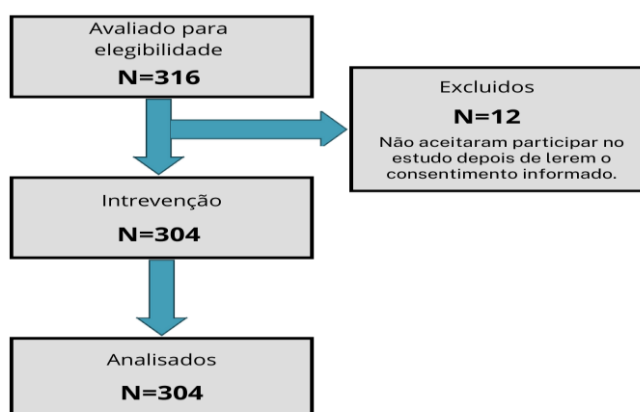 Avaliado para
elegibilidade
N=316
Excluidos
N=12
Não aceitaram participar no
estudo depois de lerem o
consentimento informado.
Intrevenção
N=304
Analisados
N=304